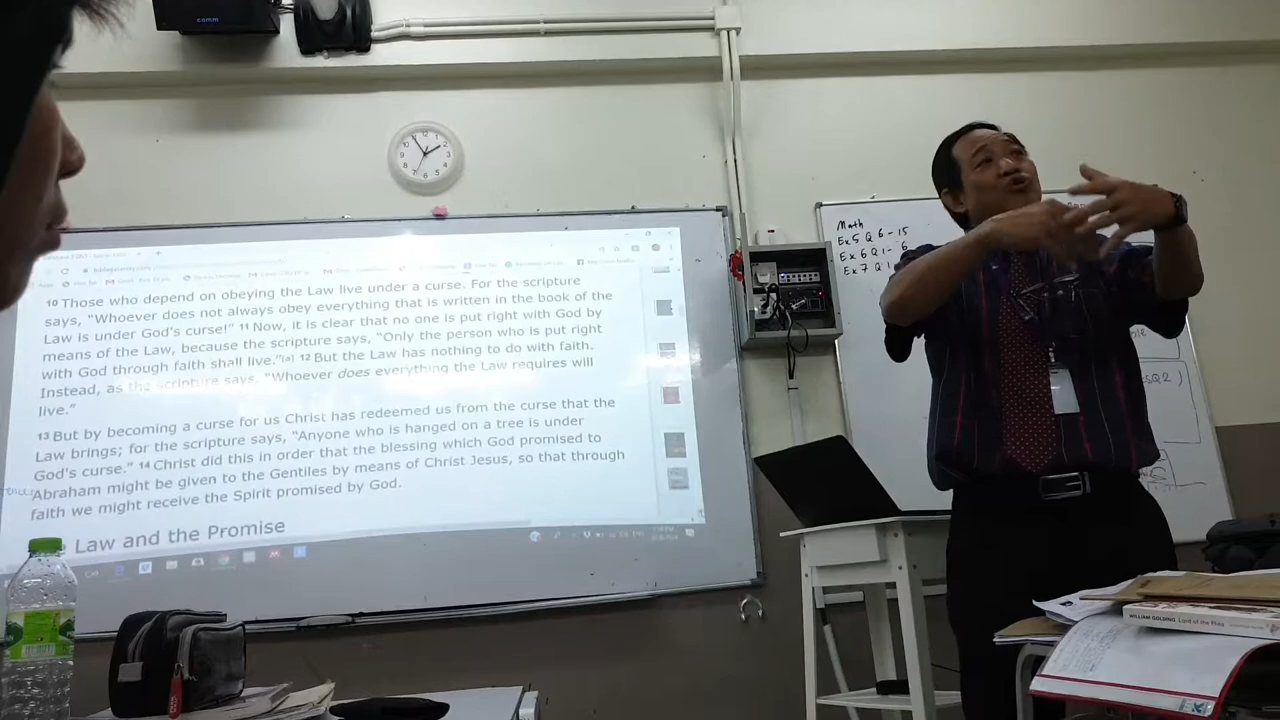 comm
10 Those who depend on obeying the Law live under a curse. For the scripture
says, "Whoever does not always obey everything that is written in the book of the
Law is under God's curse!" 11 Now, it is clear that no one is put right with God by
means of the Law, because the scripture says, "Only the person who is put right
with God through faith shall live."[a] 12 But the Law has nothing to do with faith.
Instead, as the scripture says, "Whoever does everything the Law requires will
live."
13 But by becoming a curse for us Christ has redeemed us from the curse that the
Law brings; for the scripture says, "Anyone who is hanged on a tree is under
God's curse." 14 Christ did this in order that the blessing which God promised to
Abraham might be given to the Gentiles by means of Christ Jesus, so that through
faith we might receive the Spirit promised by God.
Law and the Promise
Math
Ex 5 Q 6 - 15
Ex 6 Q 1 - 6
Ex 7 Q 1
WILLIAM GOLDING Lord of the Flies